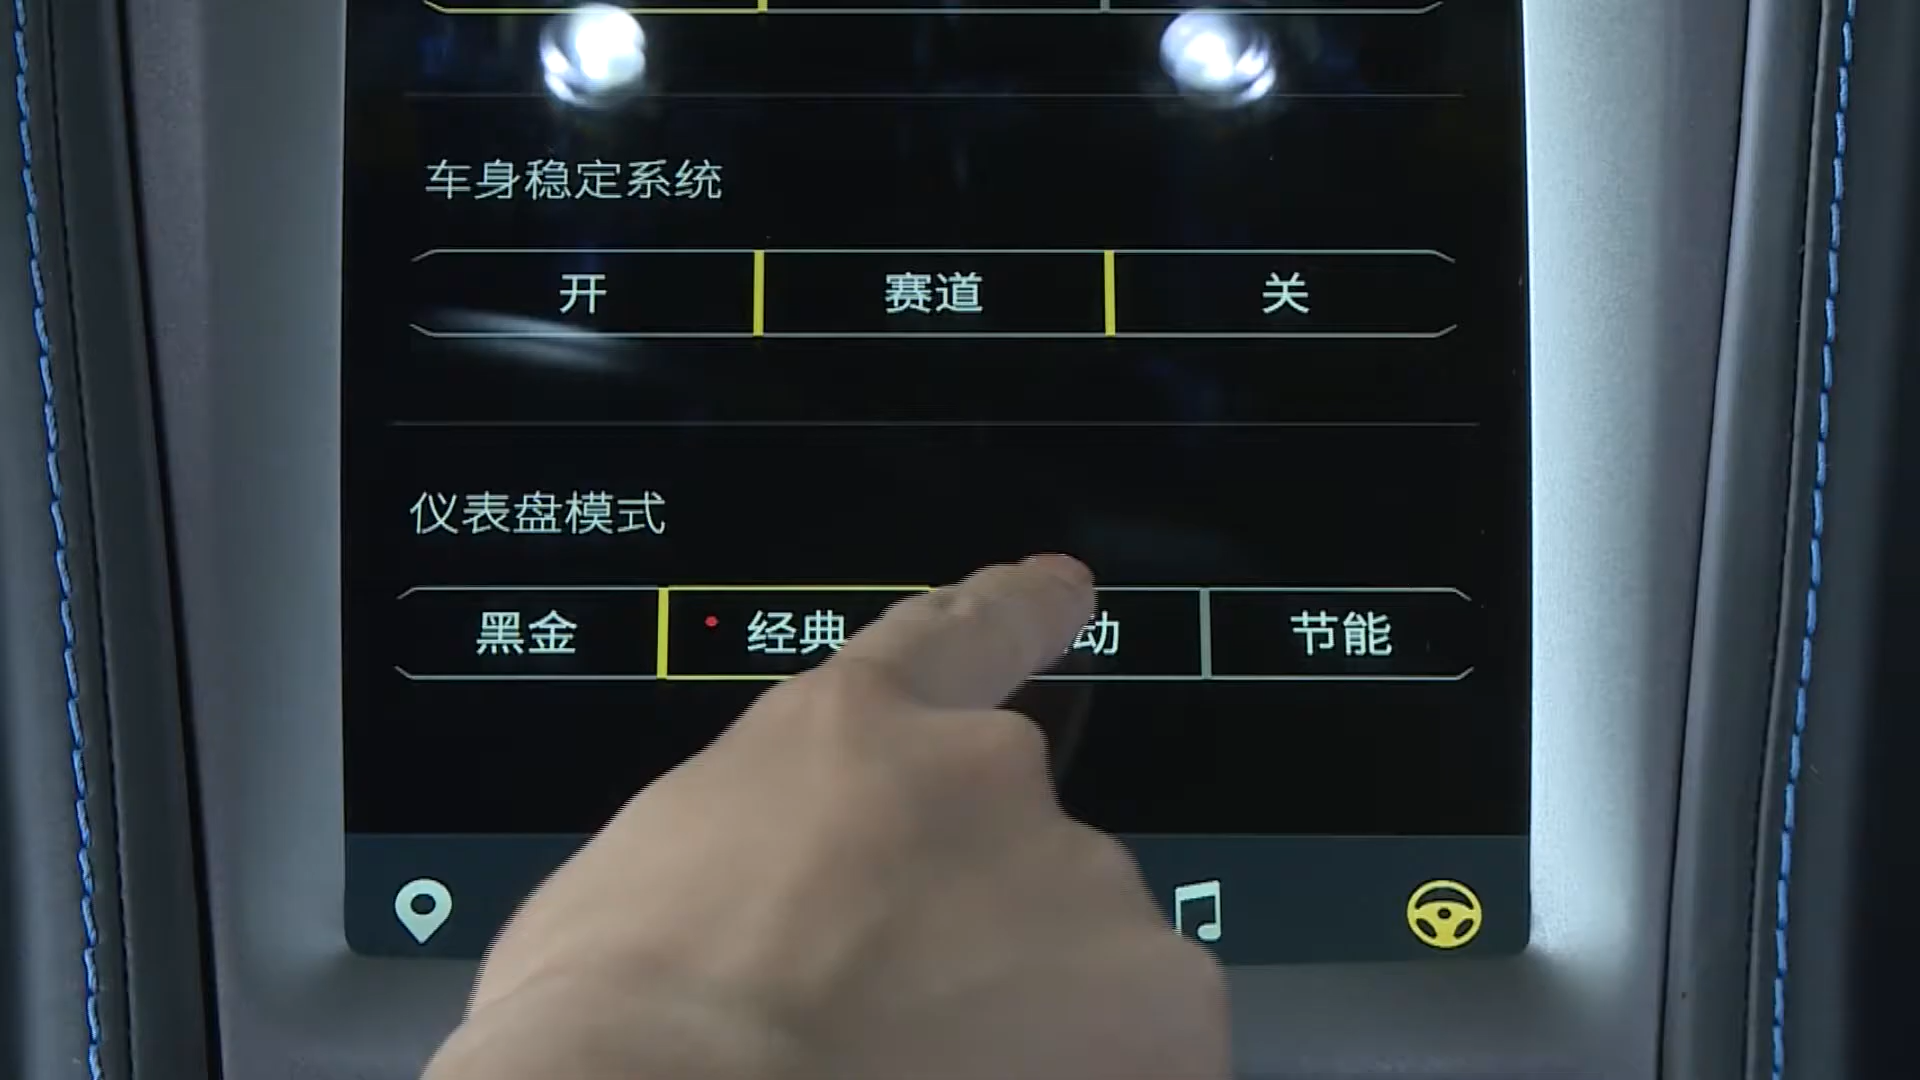 车身稳定系统
开 赛道 关
仪表盘模式
黑金 经典 动 节能